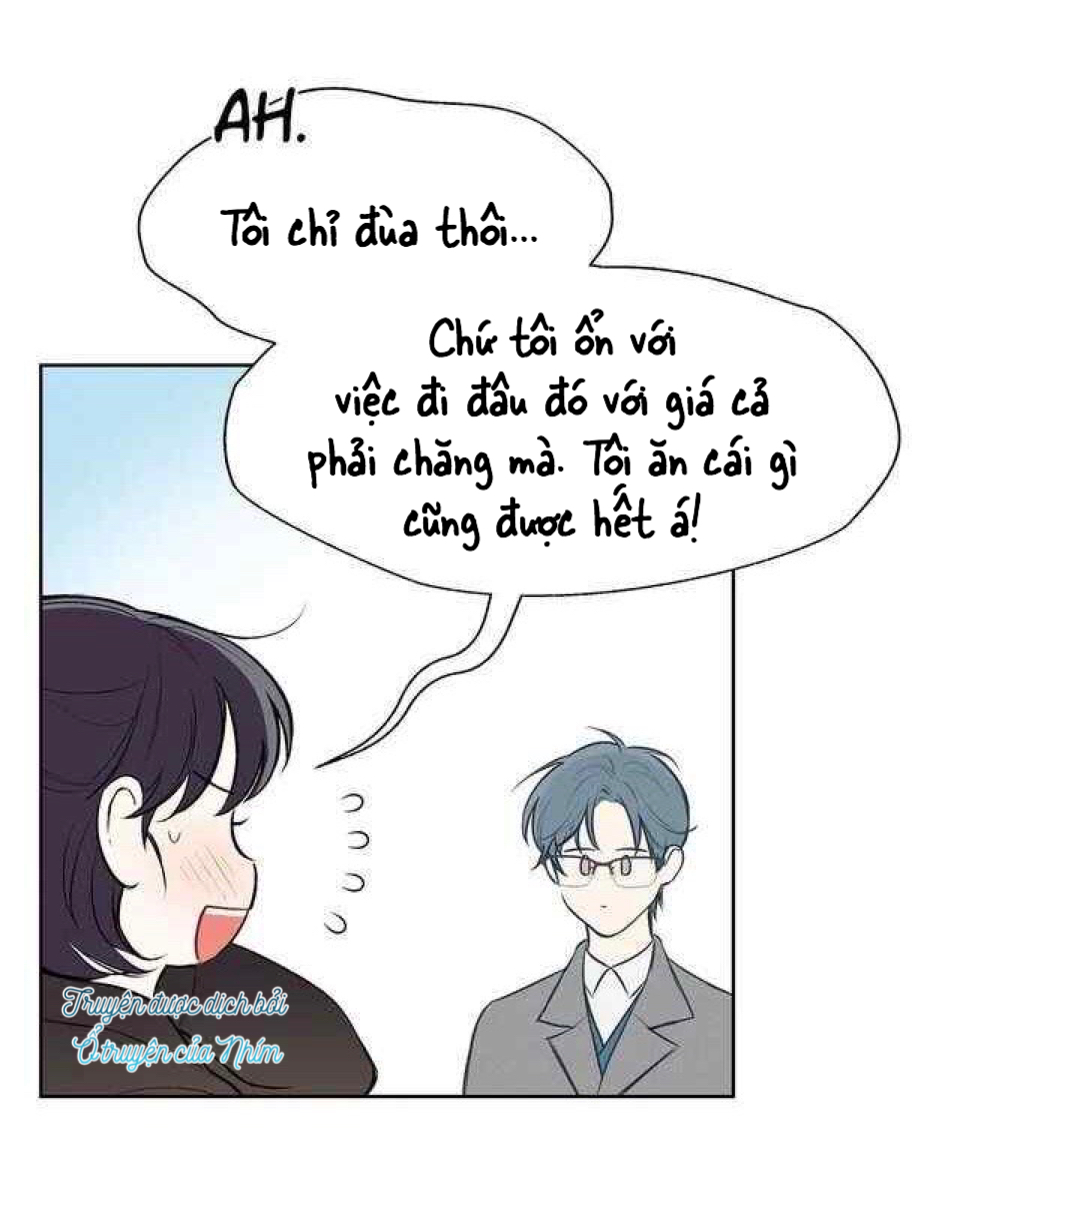 AH.
Tôi chỉ đùa thôi...
Chứ tôi ổn với
việc đi đâu đó với giá cả
phải chăng mà. Tôi ăn cái gì
cũng được hết á!
Truyện được dịch bởi
Ổ truyện của Nhím